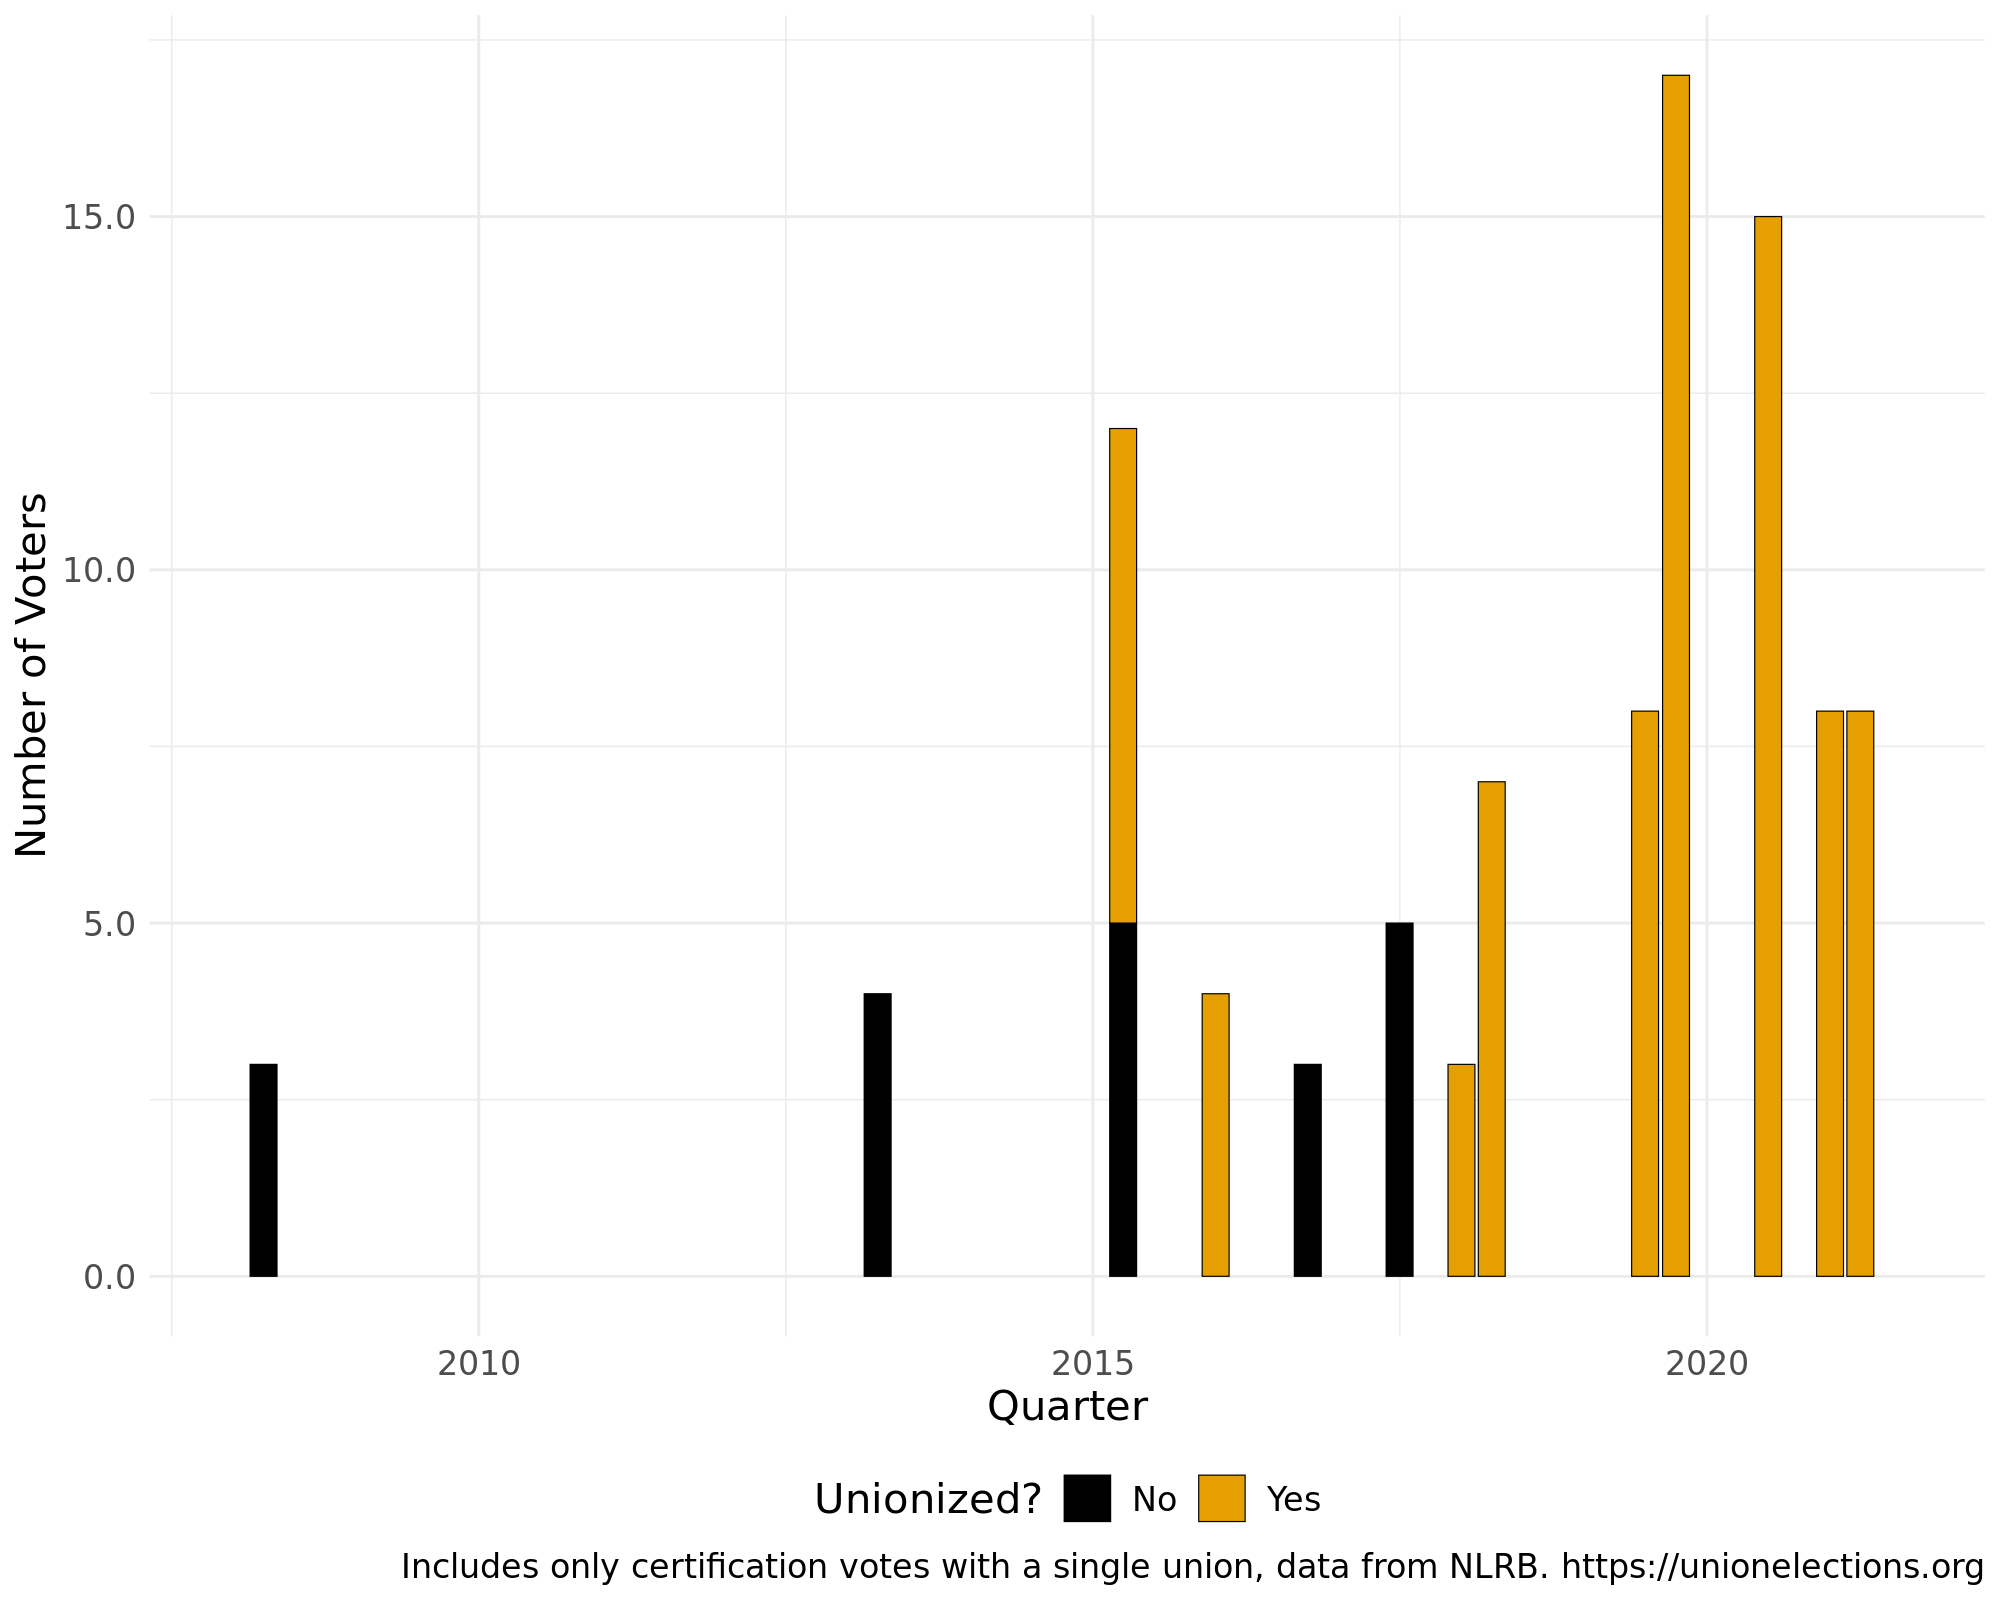 15.0
10.0
5.0
0.0
Number of Voters
2010 2015 2020
Quarter
Unionized? No Yes
Includes only certification votes with a single union, data from NLRB. https://unionelections.org